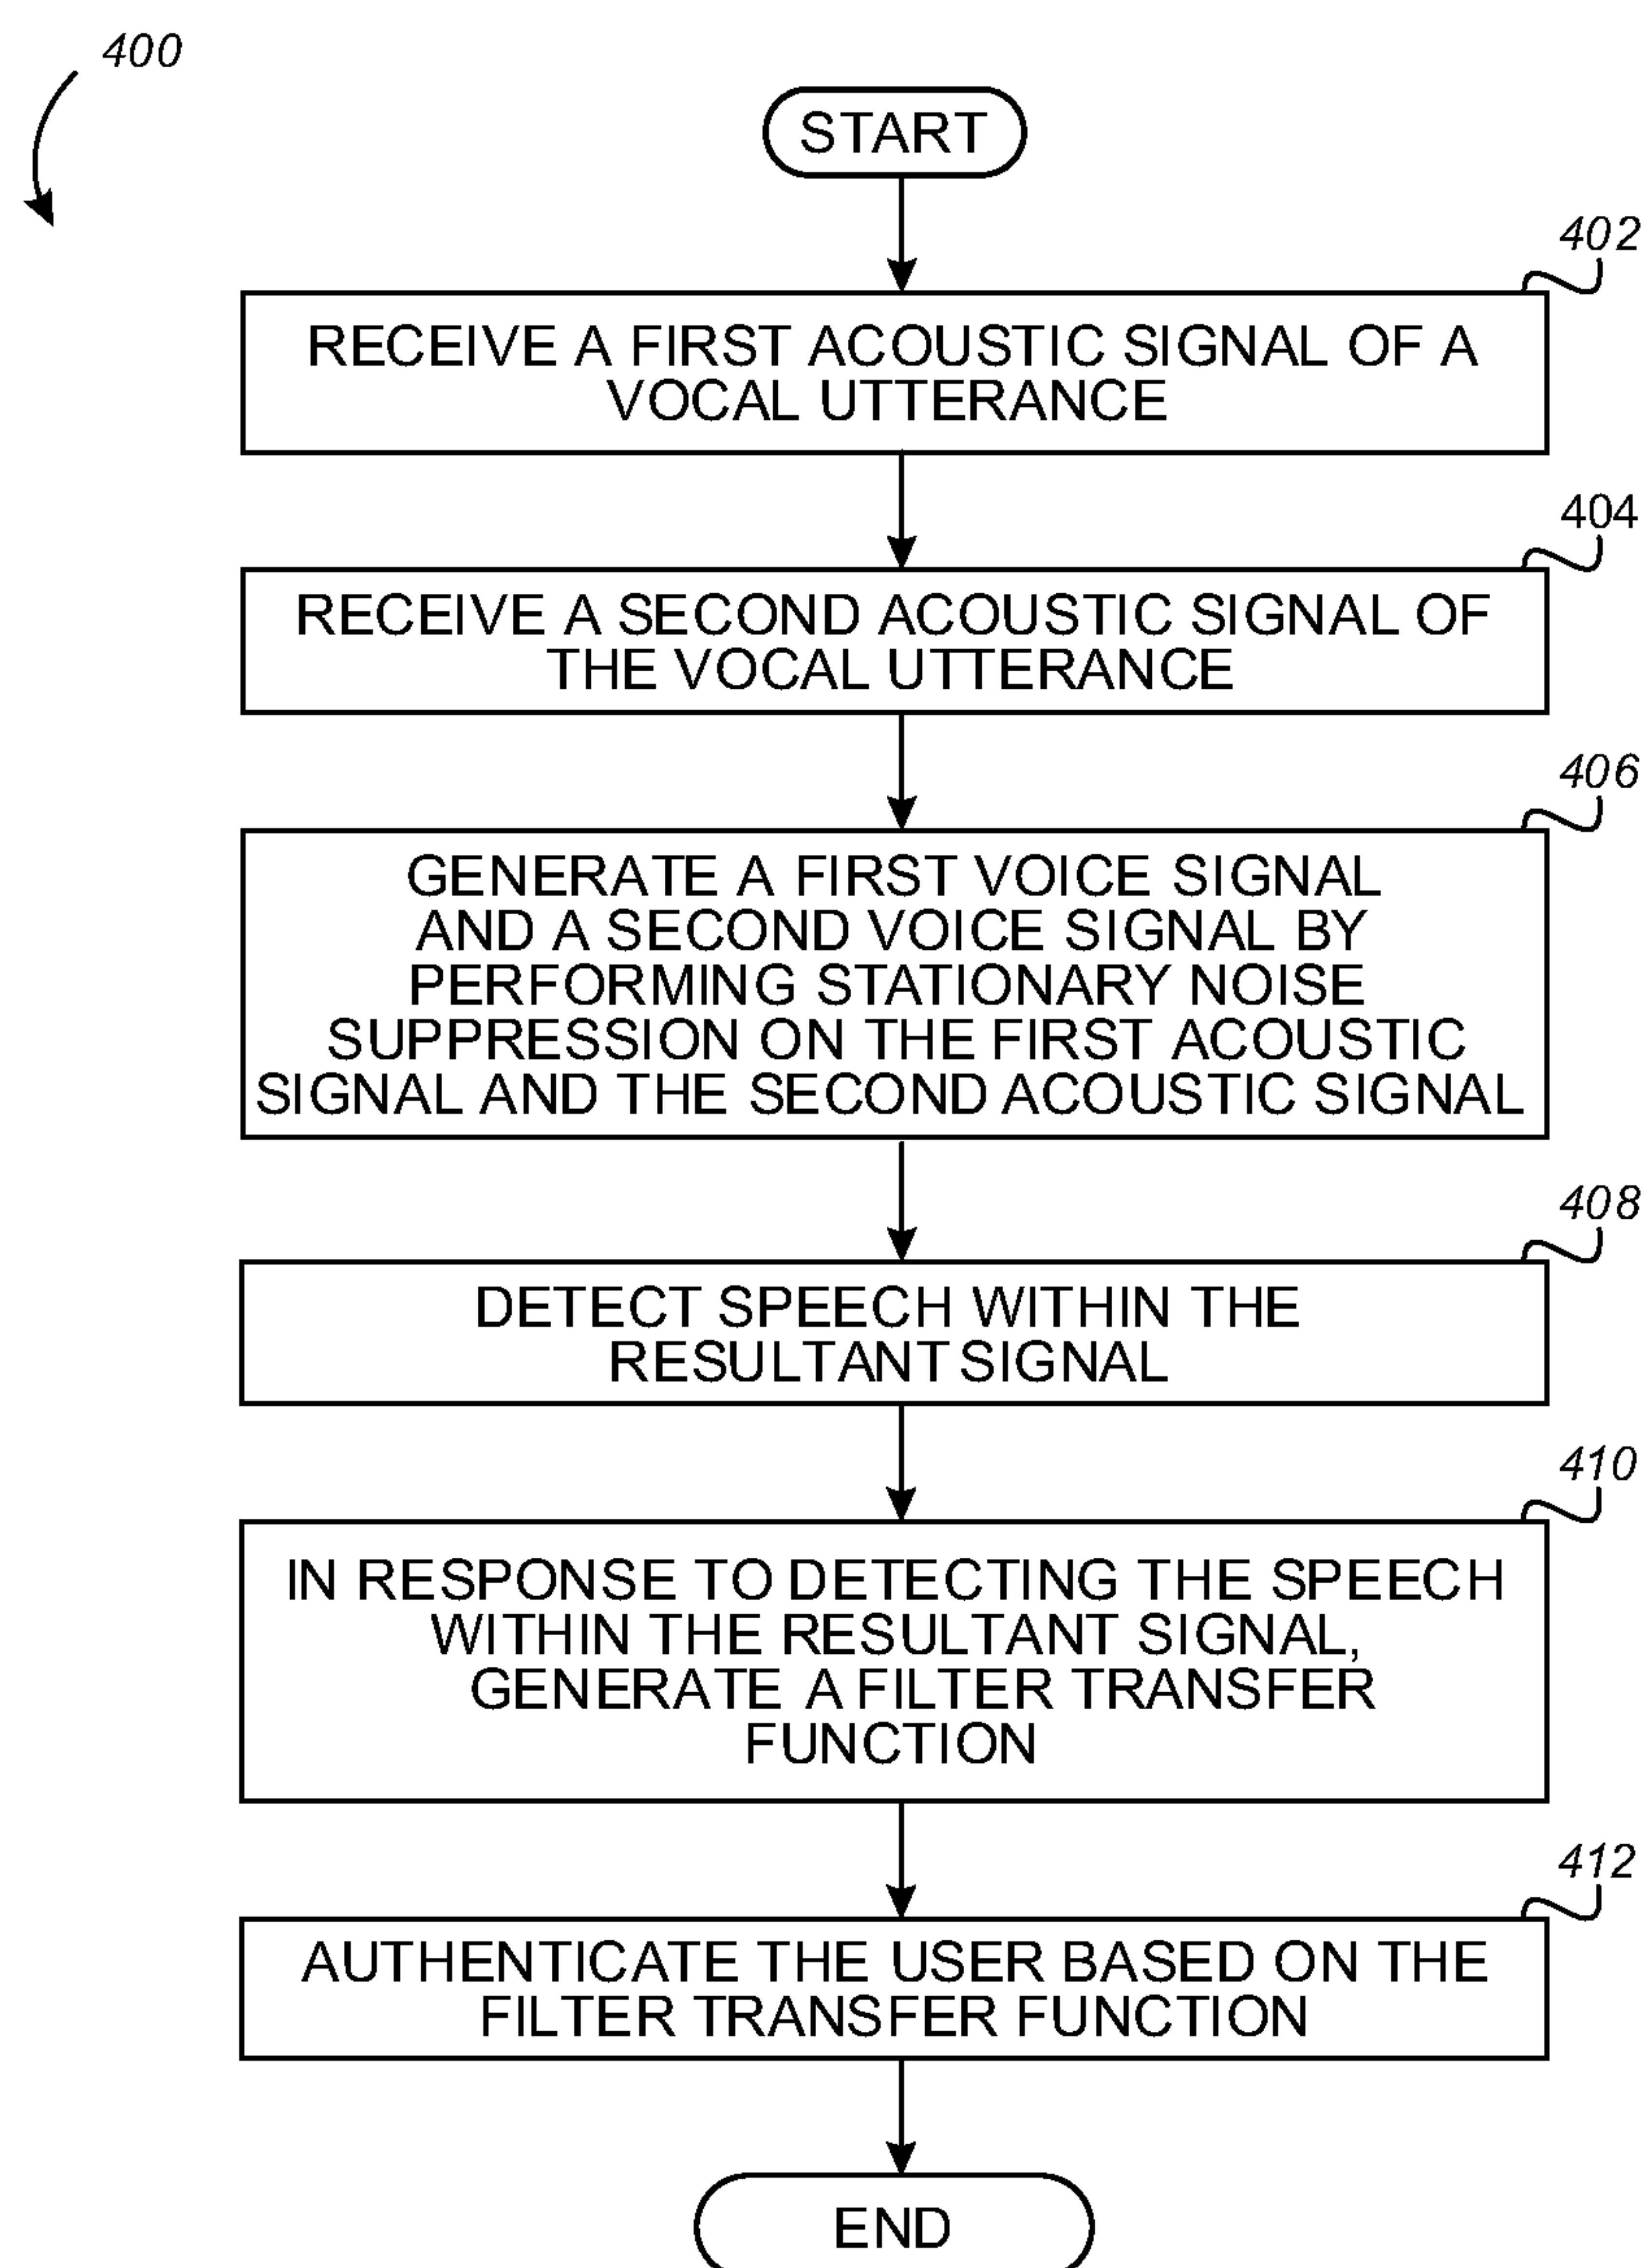 400
START
402
RECEIVE A FIRST ACOUSTIC SIGNAL OF A
VOCAL UTTERANCE
404
RECEIVE A SECOND ACOUSTIC SIGNAL OF
THE VOCAL UTTERANCE
406
GENERATE A FIRST VOICE SIGNAL
AND A SECOND VOICE SIGNAL BY
PERFORMING STATIONARY NOISE
SUPPRESSION ON THE FIRST ACOUSTIC
SIGNAL AND THE SECOND ACOUSTIC SIGNAL
408
DETECT SPEECH WITHIN THE
RESULTANT SIGNAL
410
IN RESPONSE TO DETECTING THE SPEECH
WITHIN THE RESULTANT SIGNAL,
GENERATE A FILTER TRANSFER
FUNCTION
412
AUTHENTICATE THE USER BASED ON THE
FILTER TRANSFER FUNCTION
END